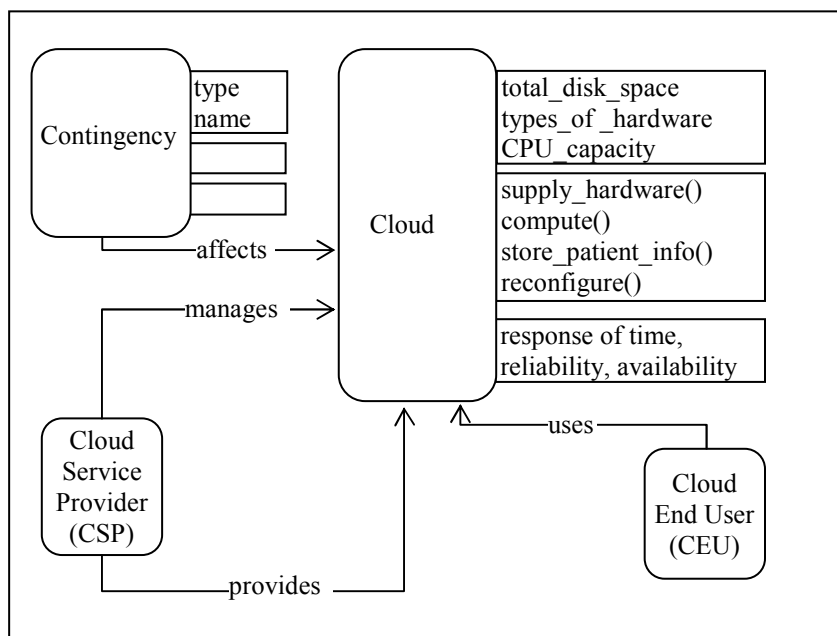 type
name
Contingency
total_disk_space
types_of _hardware
CPU_capacity
Cloud
supply_hardware()
compute()
store_patient_info()
reconfigure()
affects
manages
response of time,
reliability, availability
uses
Cloud
Service
Provider
(CSP)
Cloud
End User
(CEU)
provides